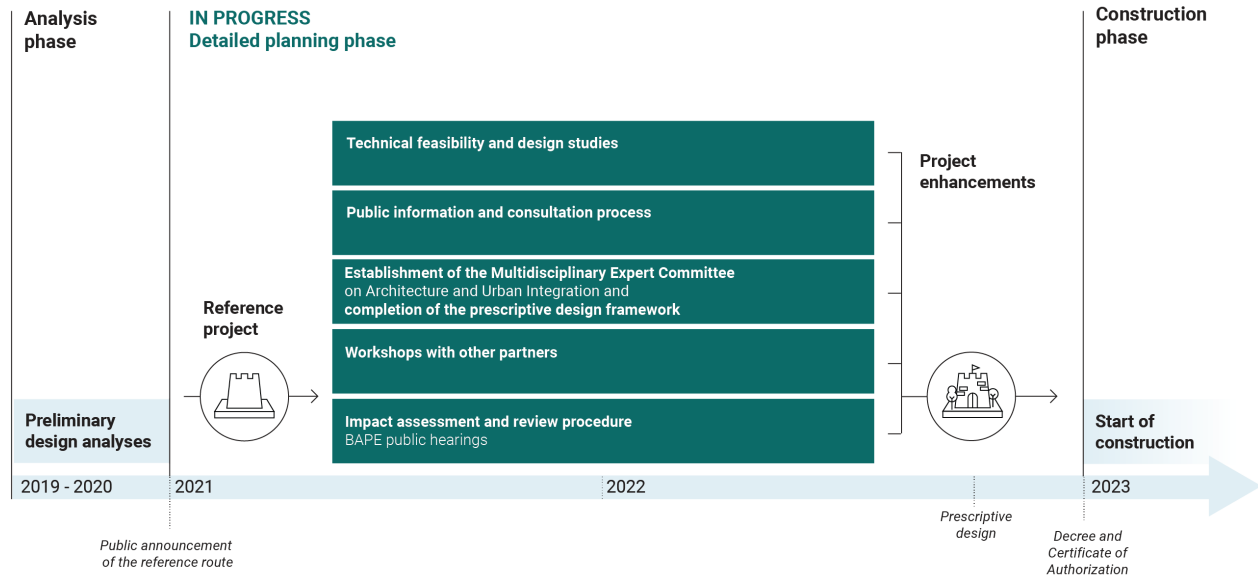 Analysis
phase
IN PROGRESS
Detailed planning phase
Construction
phase
Technical feasibility and design studies
Public information and consultation process
Establishment of the Multidisciplinary Expert Committee
on Architecture and Urban Integration and
completion of the prescriptive design framework
Workshops with other partners
Impact assessment and review procedure
BAPE public hearings
Project
enhancements
Reference
project
Preliminary
design analyses
Start of
construction
2019 - 2020
2021
2022
2023
Public announcement
of the reference route
Prescriptive
design
Decree and
Certificate of
Authorization